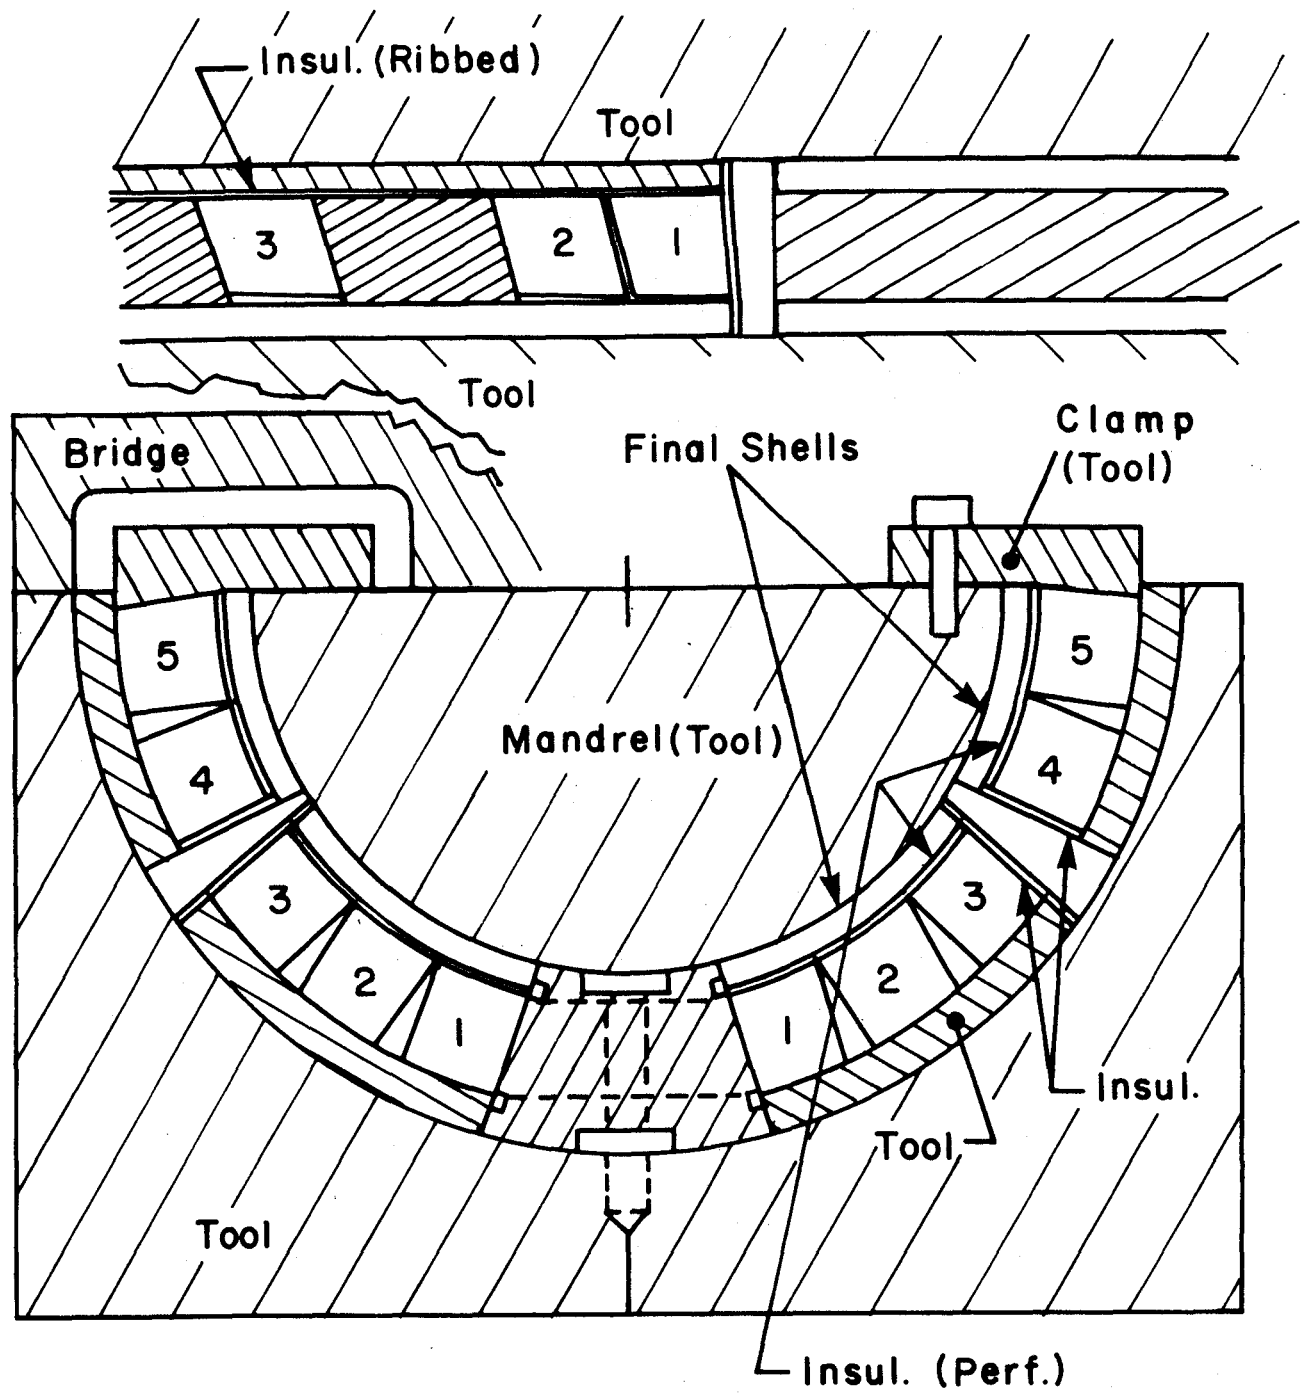 Insul. (Ribbed)
Tool
3 2 1
Tool
Bridge
Final Shells
Clamp
(Tool)
5 5
Mandrel (Tool)
4 4
3 3
2 2
1 1
Insul.
Tool
Tool
Insul. (Perf.)